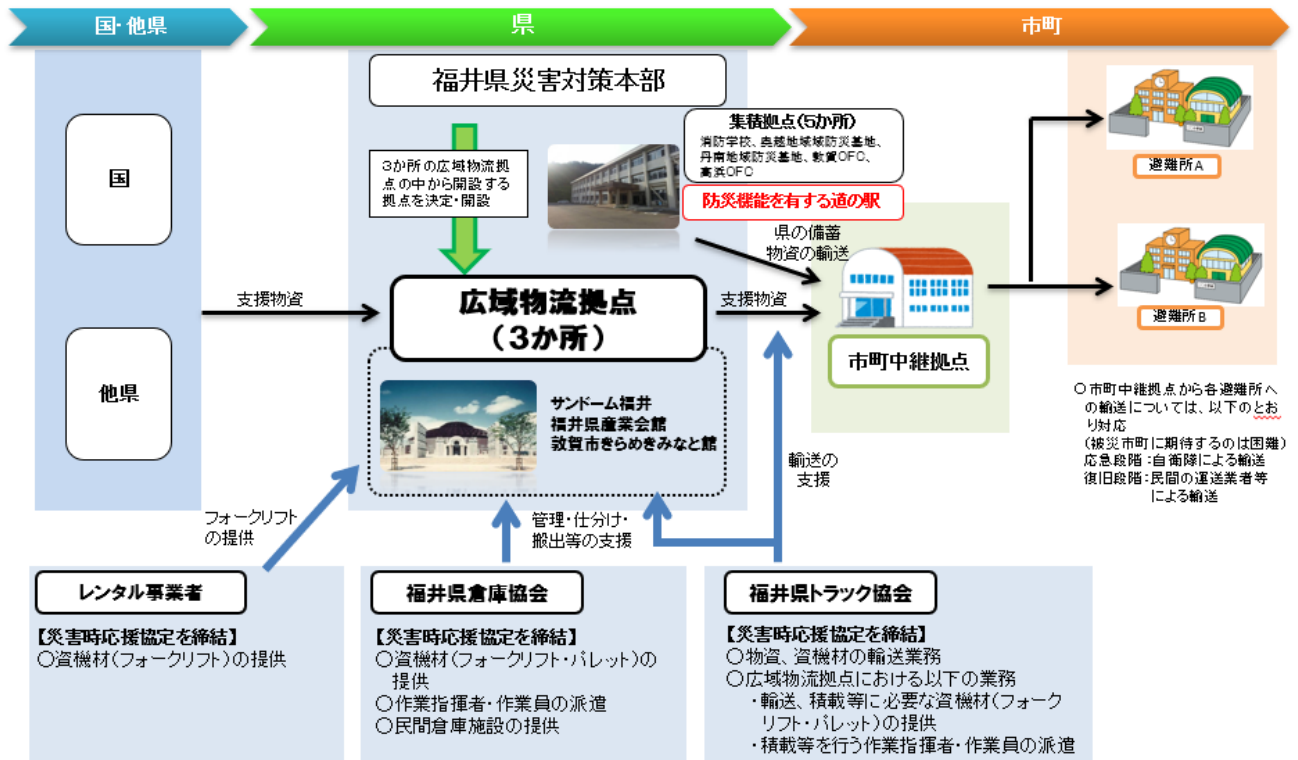 国・他県
県
市町
福井県災害対策本部
国
他県
3か所の広域物流拠
点の中から開設する
拠点を決定・開設
集積拠点(5か所)
消防学校、奥越地域域防災基地、
丹南地域防災基地、敦賀OFC、
高浜OFC
防災機能を有する道の駅
県の備蓄
物資の輸送
支援物資
広域物流拠点
(3か所)
支援物資
サンドーム福井
福井県産業会館
敦賀市きらめきみなと館
市町中継拠点
避難所A
避難所B
○市町中継拠点から各避難所へ
の輸送については、以下のとお
り対応
(被災市町に期待するのは困難)
応急段階:自衛隊による輸送
復旧段階:民間の運送業者等
による輸送
フォークリフト
の提供
管理・仕分け・
搬出等の支援
輸送の
支援
レンタル事業者
【災害時応援協定を締結】
○資機材(フォークリフト)の提供
福井県倉庫協会
【災害時応援協定を締結】
○資機材(フォークリフト・パレット)の
提供
○作業指揮者・作業員の派遣
○民間倉庫施設の提供
福井県トラック協会
【災害時応援協定を締結】
○物資、資機材の輸送業務
○広域物流拠点における以下の業務
・輸送、積載等に必要な資機材(フォーク
リフト・パレット)の提供
・積載等を行う作業指揮者・作業員の派遣